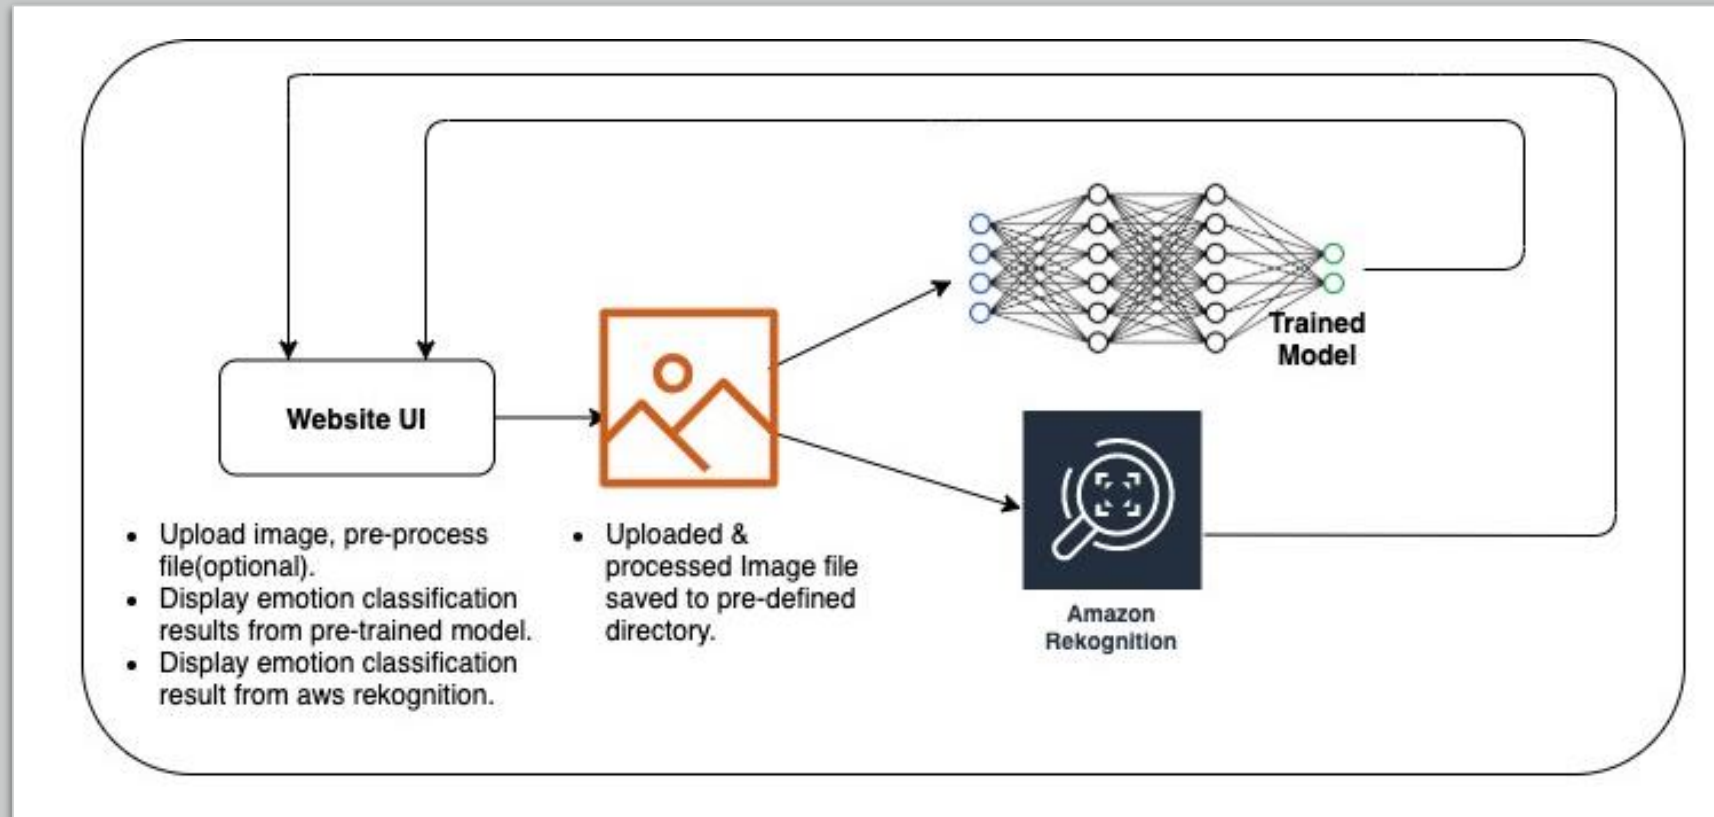 Trained
Model
Website UI
• Upload image, pre-process
file(optional).
• Display emotion classification
results from pre-trained model.
• Display emotion classification
result from aws rekognition.
• Uploaded &
processed Image file
saved to pre-defined
directory.
Amazon
Rekognition